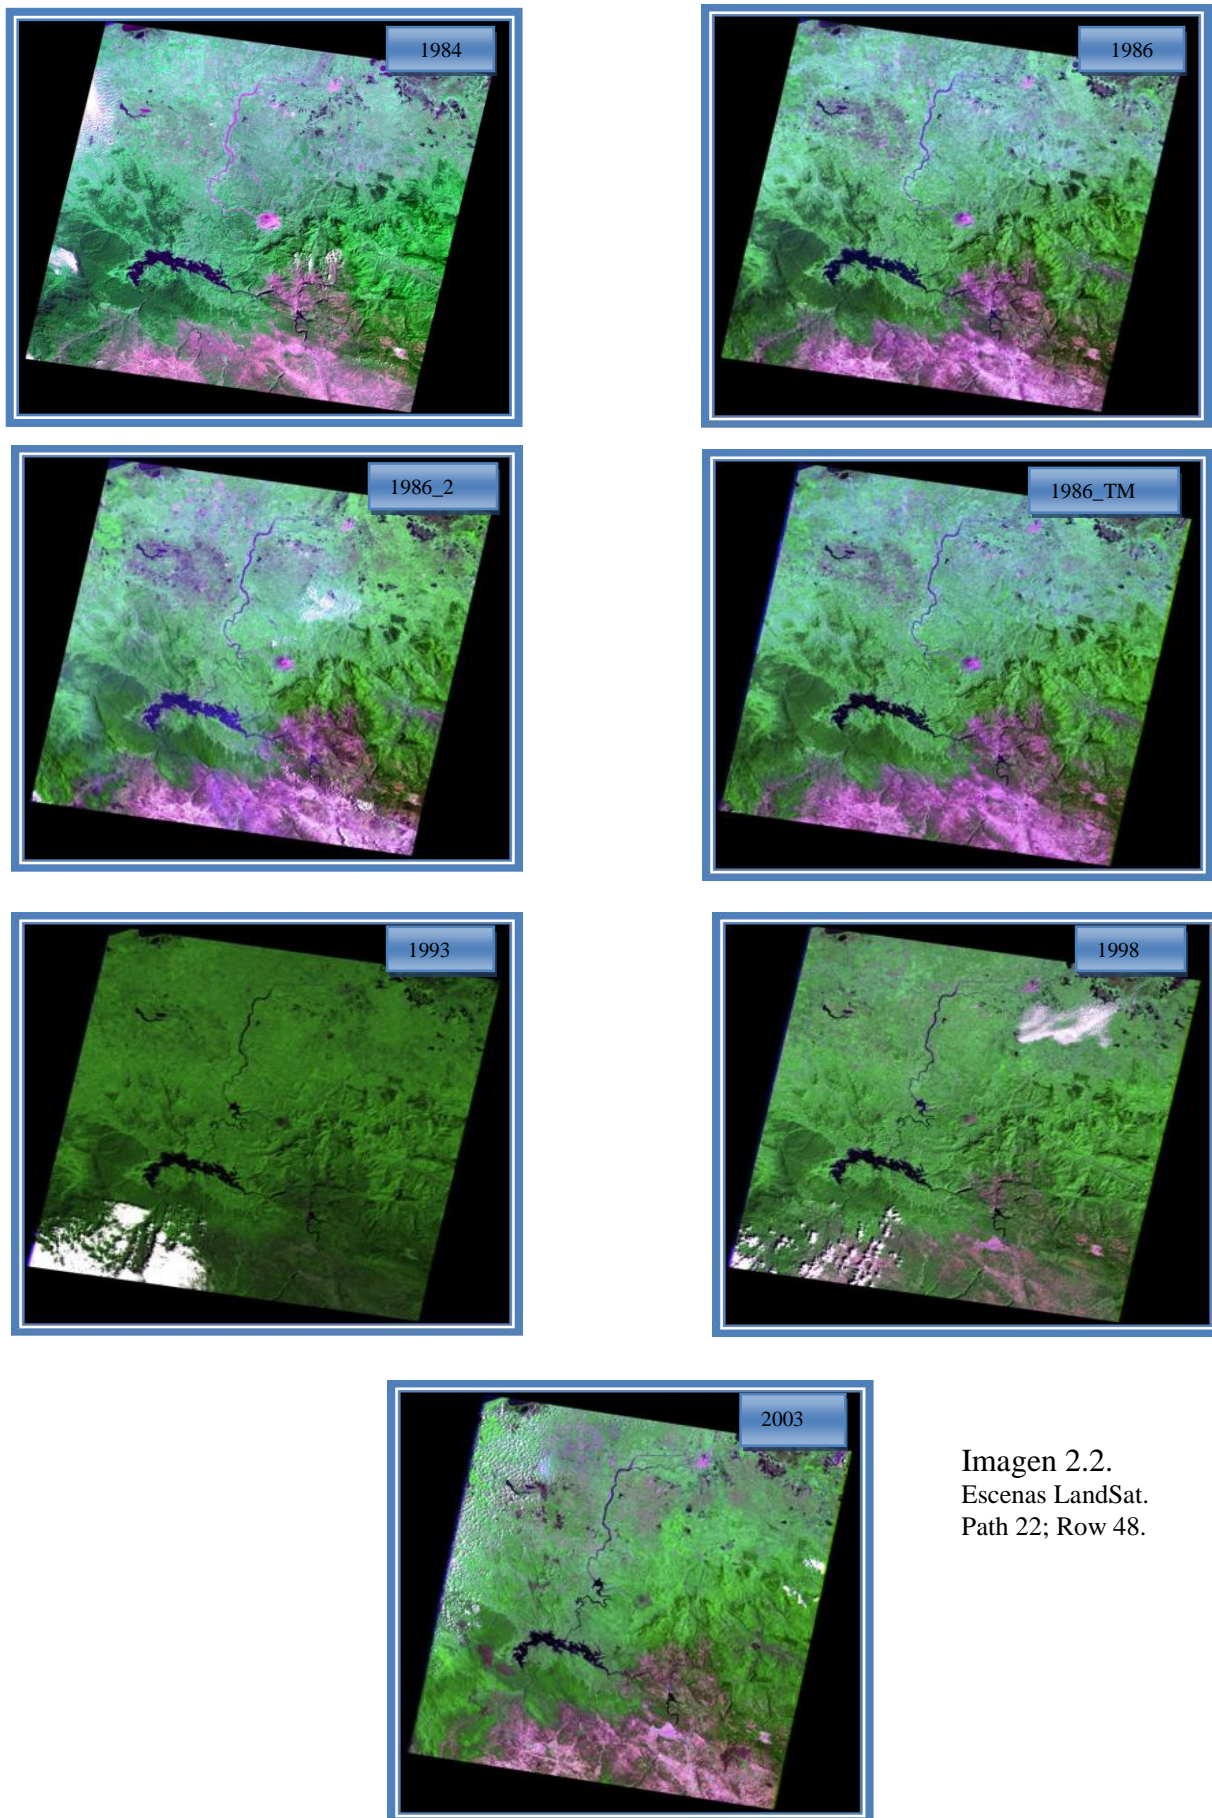 1984
1986
1986_2
1986_TM
1993
1998
2003
Imagen 2.2.
Escenas LandSat.
Path 22; Row 48.